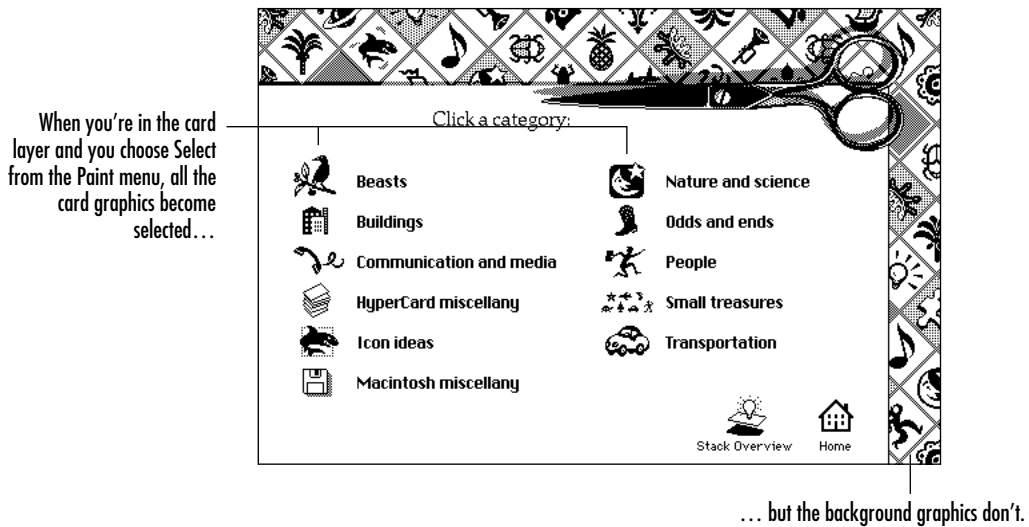 When you're in the card
layer and you choose Select
from the Paint menu, all the
card graphics become
selected…
Click a category:
Beasts
Buildings
Communication and media
HyperCard miscellany
Icon ideas
Macintosh miscellany
Nature and science
Odds and ends
People
Small treasures
Transportation
Stack Overview
Home
… but the background graphics don't.